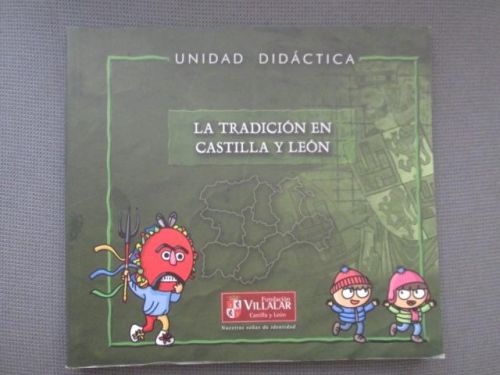 UNIDAD DIDÁCTICA
LA TRADICIÓN EN
CASTILLA Y LEÓN
Fundación
VILLALAR
Castilla y León
Nuestras señas de identidad